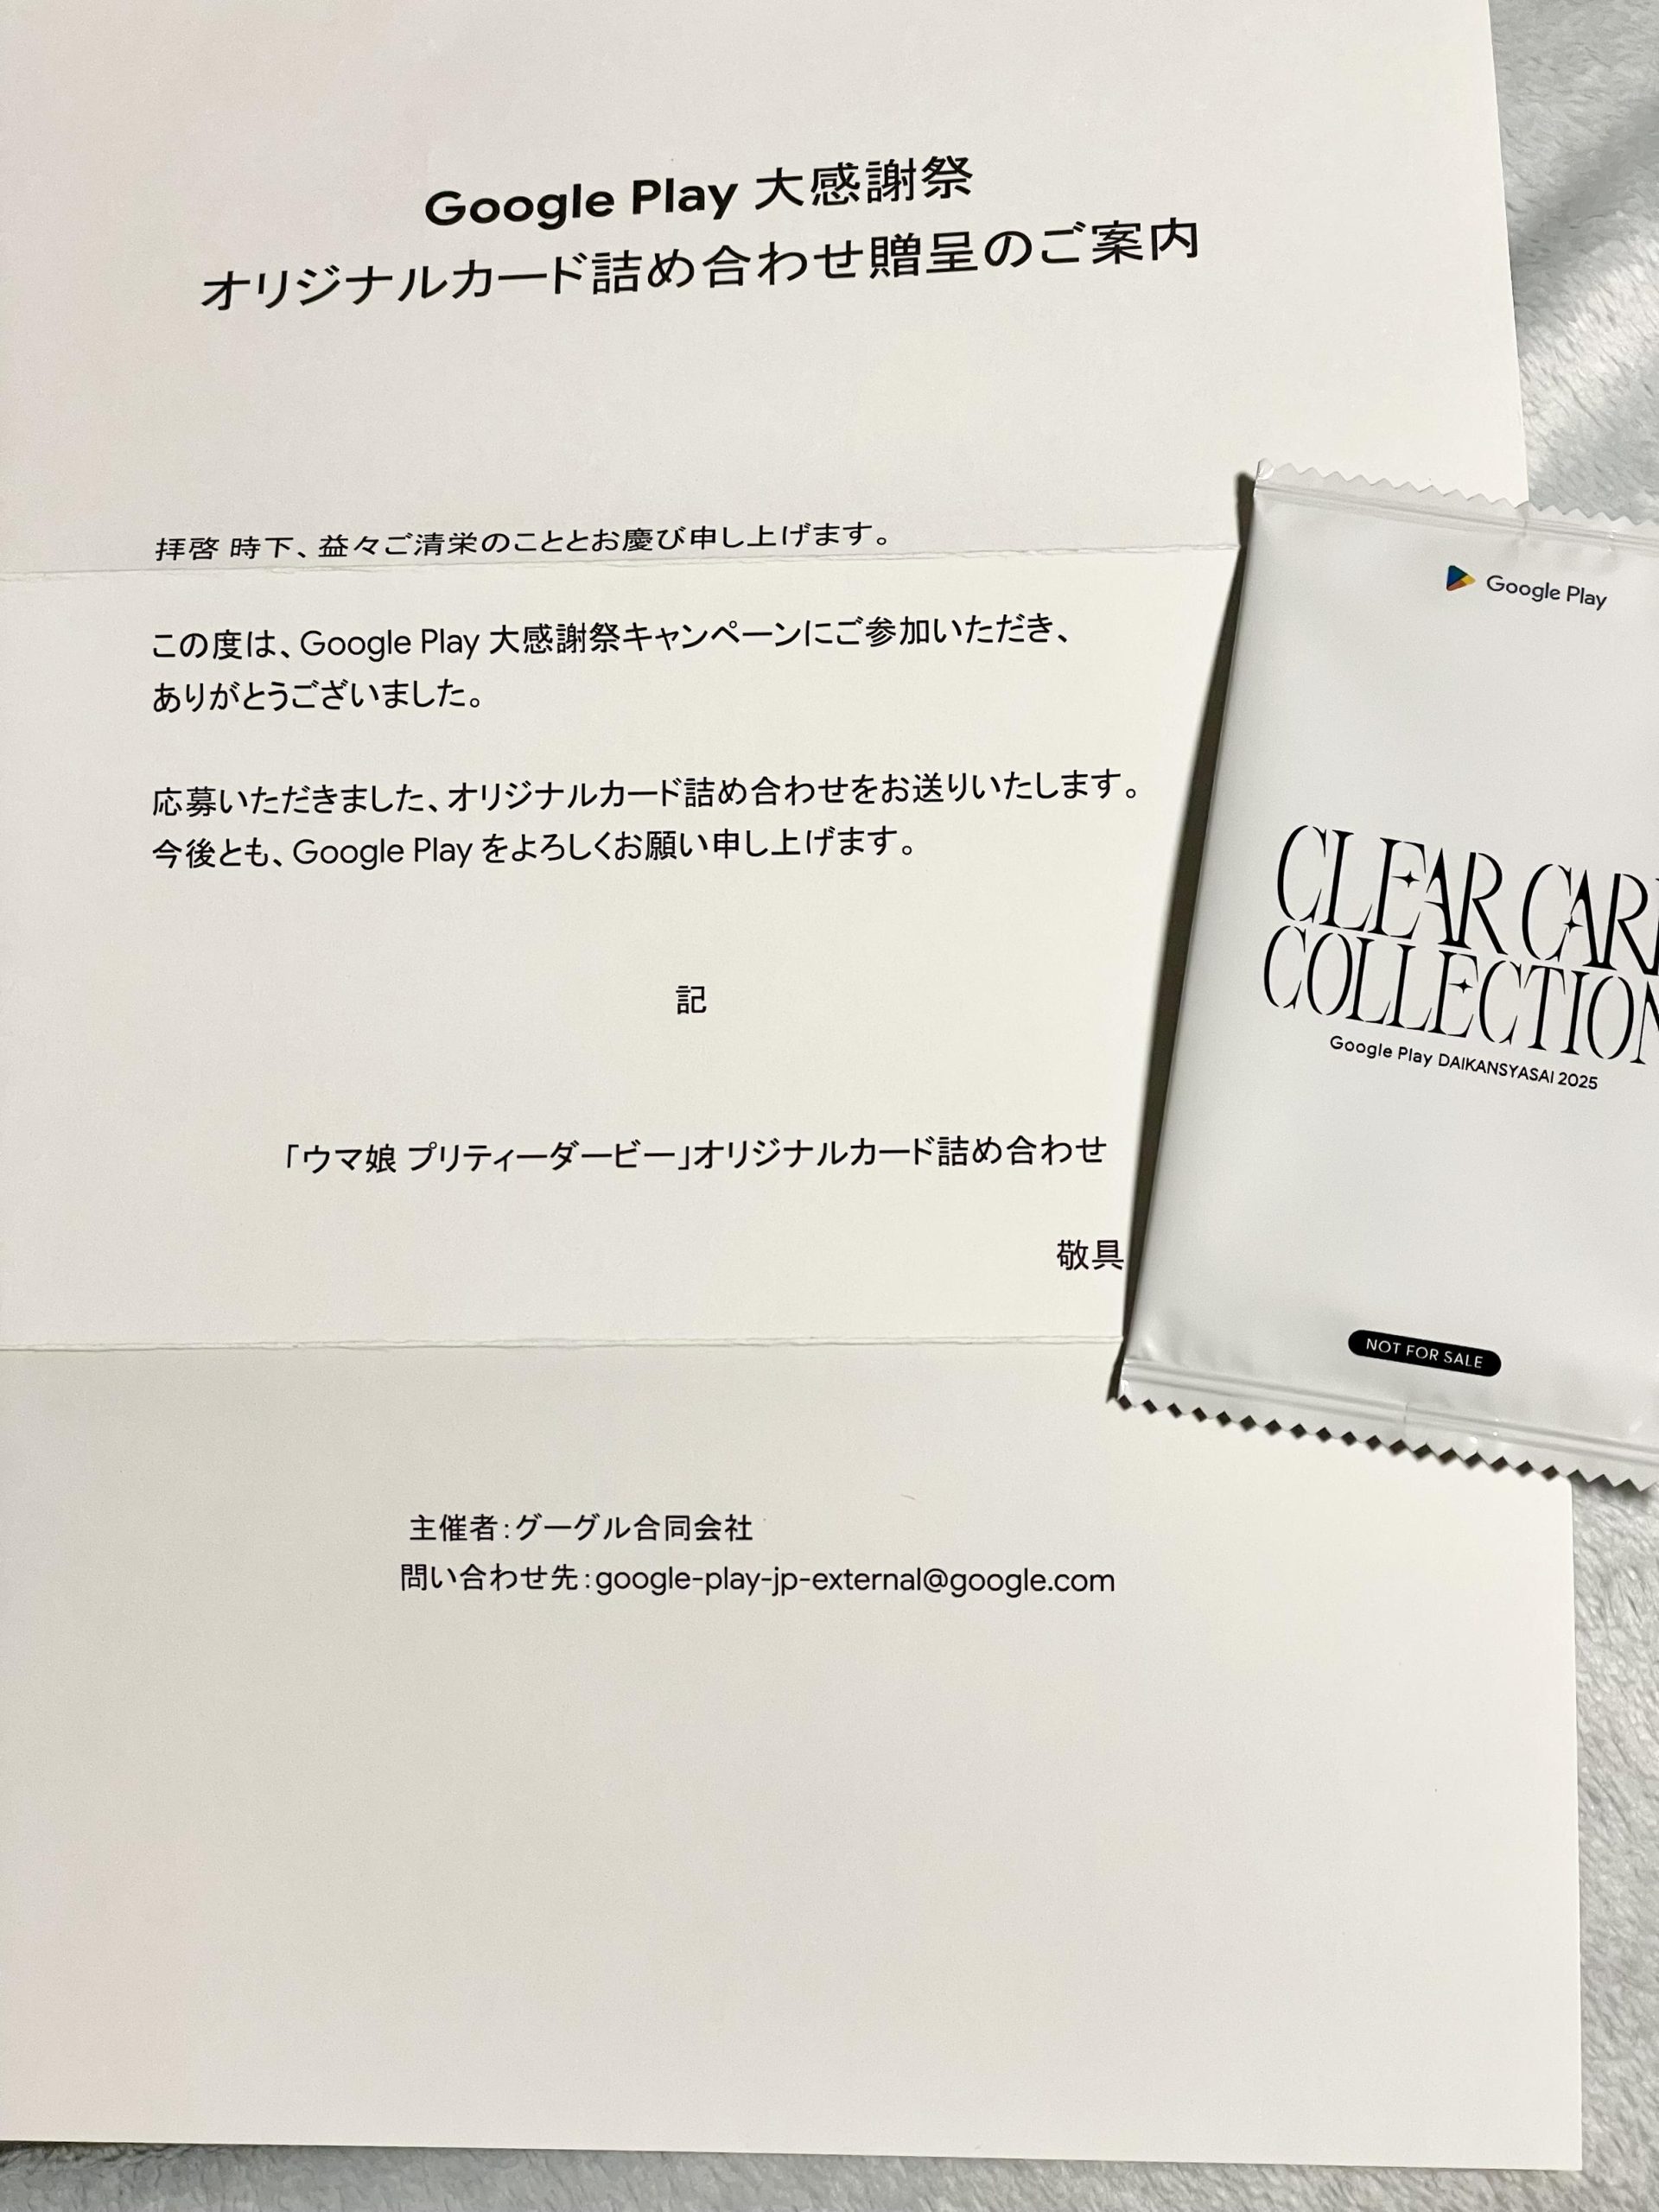 Google Play 大感謝祭
オリジナルカード詰め合わせ贈呈のご案内
拝啓 時下、益々ご清栄のこととお慶び申し上げます。
この度は、Google Play 大感謝祭キャンペーンにご参加いただき、
ありがとうございました。
応募いただきました、オリジナルカード詰め合わせをお送りいたします。
今後とも、Google Play をよろしくお願い申し上げます。
記
「ウマ娘 プリティーダービー」オリジナルカード詰め合わせ
敬具
主催者：グーグル合同会社
問い合わせ先：google-play-jp-external@google.com
Google Play
CLEAR CAR
COLLECTION
Google Play DAIKANSYASAI 2025
NOT FOR SALE